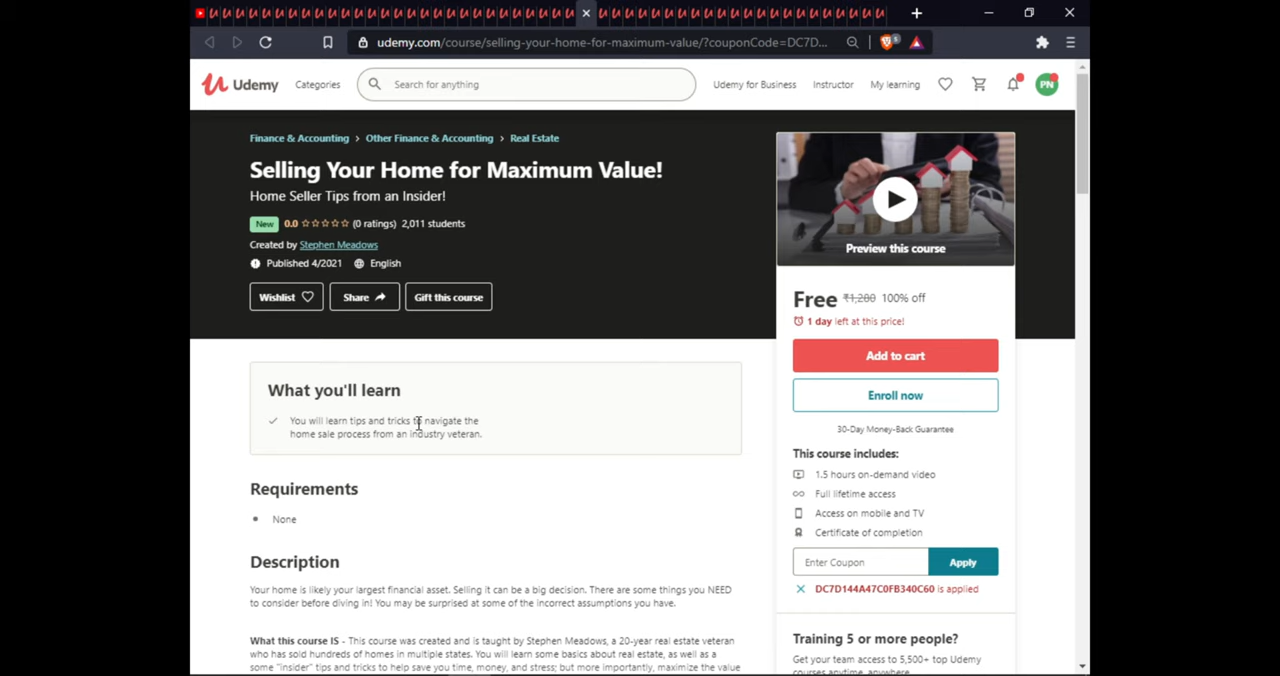 udemy.com/course/selling-your-home-for-maximum-value/?couponCode=DC7D...
Udemy
Categories
Search for anything
Udemy for Business
Instructor
My learning
PN
Finance & Accounting > Other Finance & Accounting > Real Estate
Selling Your Home for Maximum Value!
Home Seller Tips from an Insider!
New 0.0 (0 ratings) 2,011 students
Created by Stephen Meadows
Published 4/2021 English
Wishlist
Share
Gift this course
Preview this course
Free ₹1,280 100% off
1 day left at this price!
Add to cart
Enroll now
30-Day Money-Back Guarantee
This course includes:
1.5 hours on-demand video
Full lifetime access
Access on mobile and TV
Certificate of completion
Enter Coupon
Apply
DC7D144A47C0FB340C60 is applied
Training 5 or more people?
Get your team access to 5,500+ top Udemy
courses anytime, anywhere.
What you'll learn
You will learn tips and tricks to navigate the
home sale process from an industry veteran.
Requirements
None
Description
Your home is likely your largest financial asset. Selling it can be a big decision. There are some things you NEED
to consider before diving in! You may be surprised at some of the incorrect assumptions you have.
What this course IS - This course was created and is taught by Stephen Meadows, a 20-year real estate veteran
who has sold hundreds of homes in multiple states. You will learn some basics about real estate, as well as a
some "insider" tips and tricks to help save you time, money, and stress; but more importantly, maximize the value